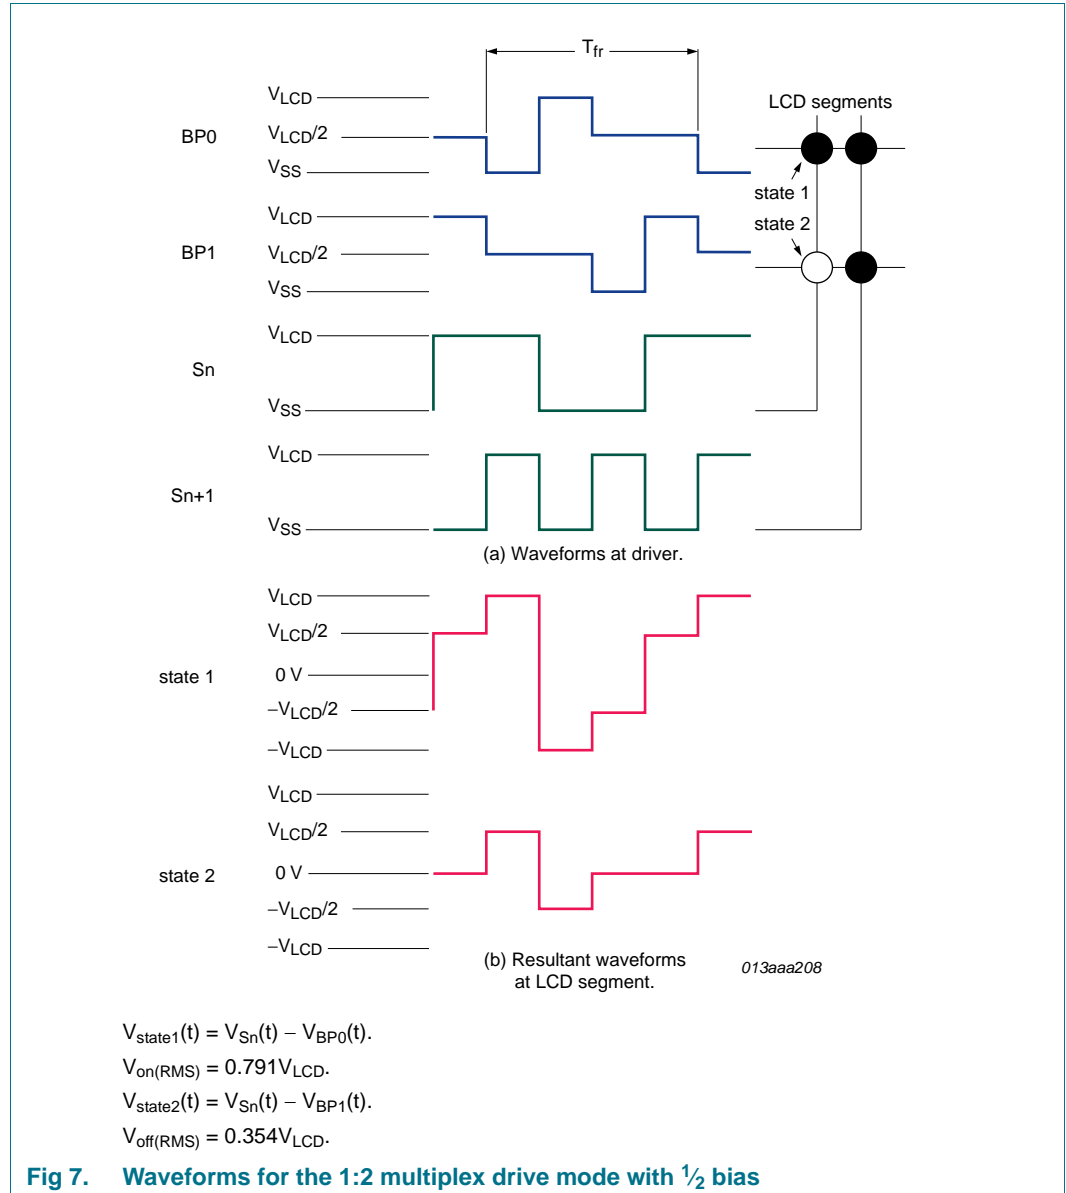 Tfr
VLCD
BP0
VLCD/2
VSS
LCD segments
state 1
state 2
VLCD
BP1
VLCD/2
VSS
VLCD
Sn
VSS
VLCD
Sn+1
VSS
(a) Waveforms at driver.
VLCD
VLCD/2
state 1
0 V
−VLCD/2
−VLCD
VLCD
VLCD/2
state 2
0 V
−VLCD/2
−VLCD
(b) Resultant waveforms
at LCD segment.
013aaa208
Vstate1(t) = VSn(t) − VBP0(t).
Von(RMS) = 0.791VLCD.
Vstate2(t) = VSn(t) − VBP1(t).
Voff(RMS) = 0.354VLCD.
Fig 7. Waveforms for the 1:2 multiplex drive mode with 1⁄2 bias